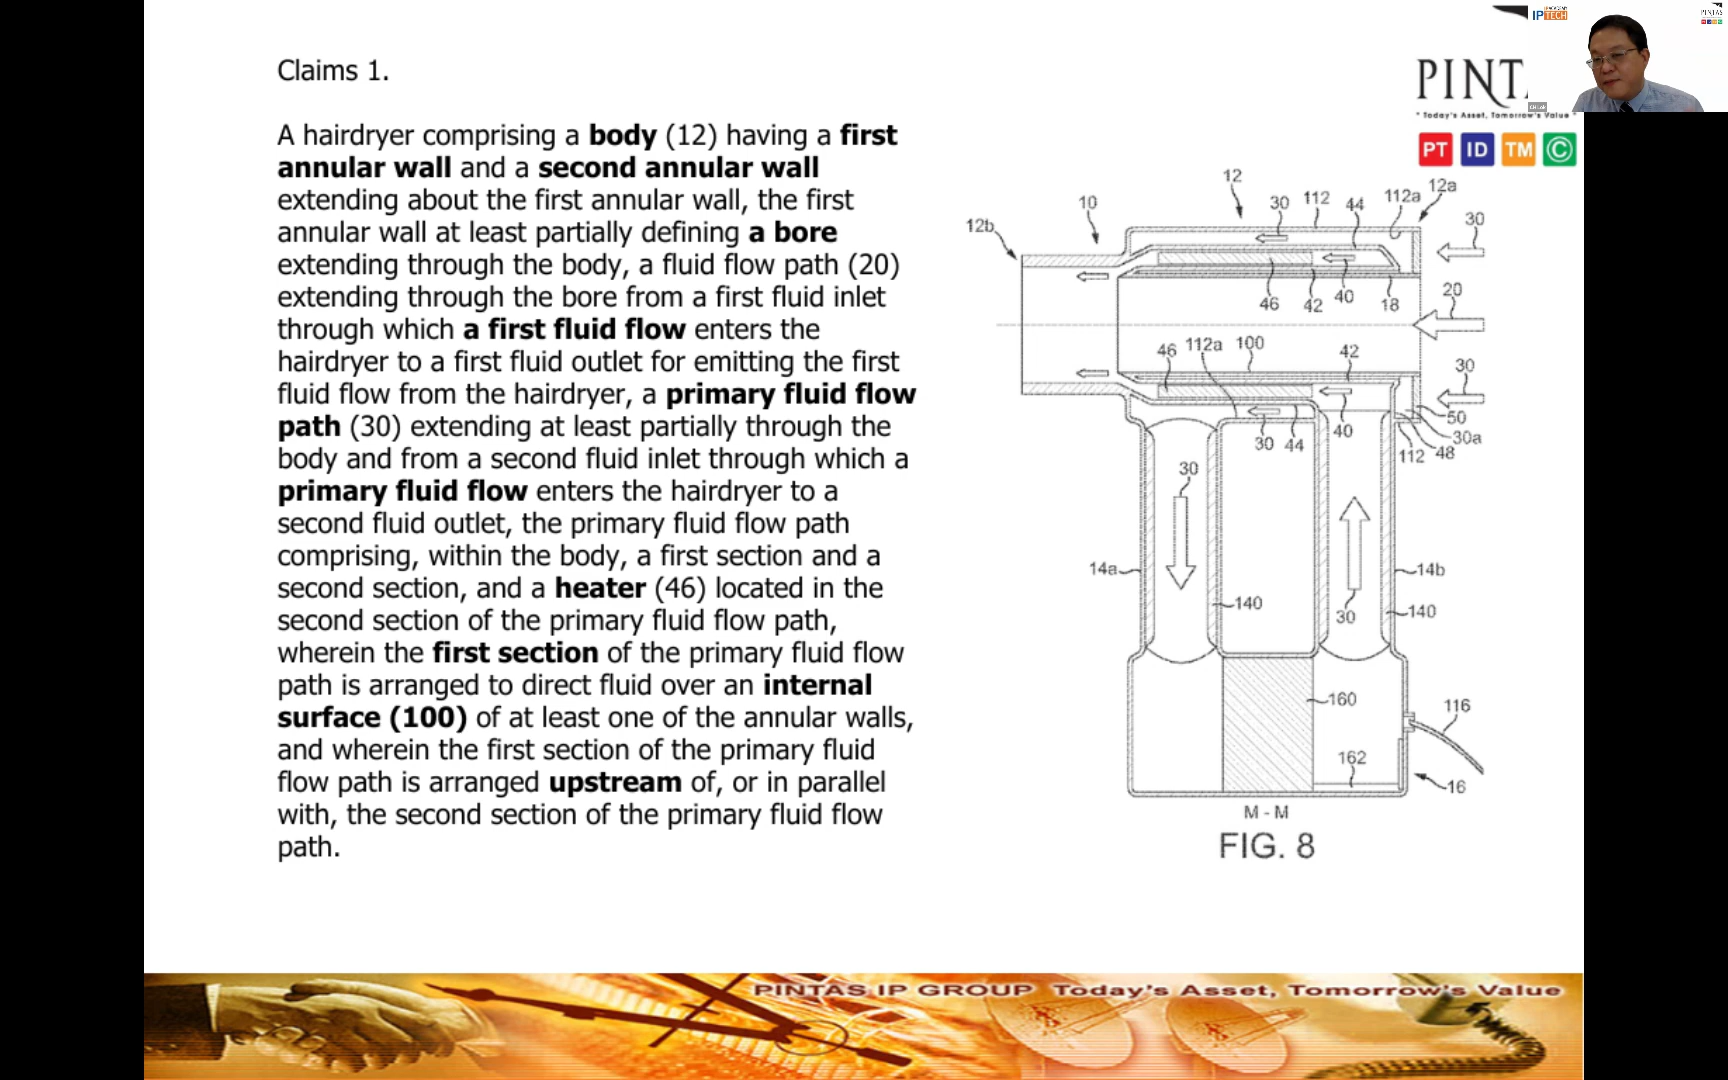 Claims 1.
A hairdryer comprising a body (12) having a first
annular wall and a second annular wall
extending about the first annular wall, the first
annular wall at least partially defining a bore
extending through the body, a fluid flow path (20)
extending through the bore from a first fluid inlet
through which a first fluid flow enters the
hairdryer to a first fluid outlet for emitting the first
fluid flow from the hairdryer, a primary fluid flow
path (30) extending at least partially through the
body and from a second fluid inlet through which a
primary fluid flow enters the hairdryer to a
second fluid outlet, the primary fluid flow path
comprising, within the body, a first section and a
second section, and a heater (46) located in the
second section of the primary fluid flow path,
wherein the first section of the primary fluid flow
path is arranged to direct fluid over an internal
surface (100) of at least one of the annular walls,
and wherein the first section of the primary fluid
flow path is arranged upstream of, or in parallel
with, the second section of the primary fluid flow
path.
IPTECH
PINTAS
PINT
"Today's Asset, Tomorrow's Value"
PT ID TM ©
12
12a
10
30 112 44 112a
30
12b
20
46 42 40 18
46 112a 100 42
30
50
30 44 40 30a
112 48
30
14a
14b
140
30
140
160
116
162
16
M - M
FIG. 8
PINTAS IP GROUP Today's Asset, Tomorrow's Value